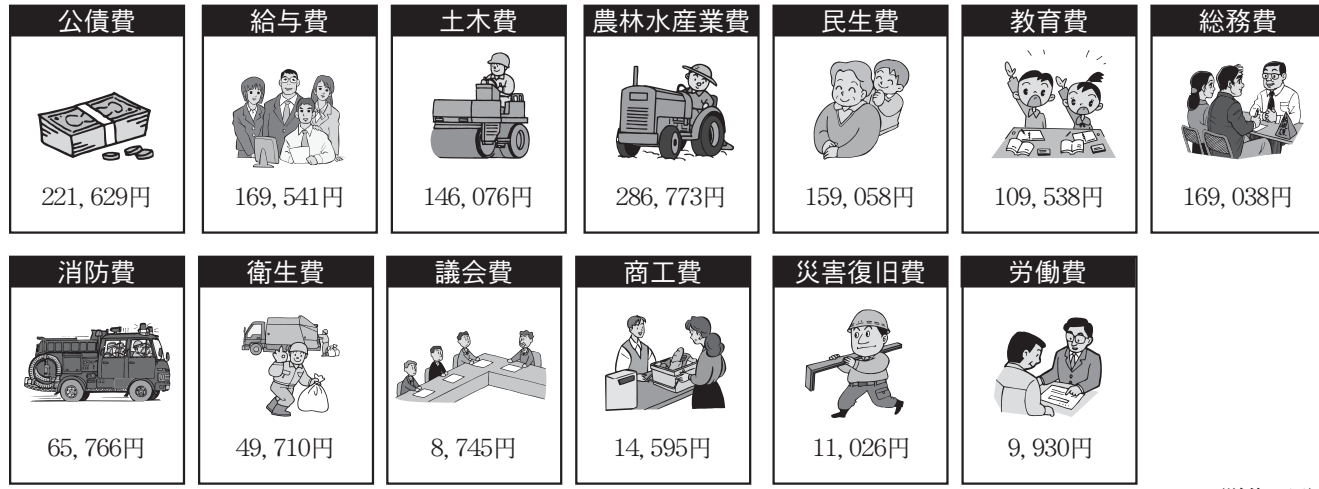 公債費
221,629円
給与費
169,541円
土木費
146,076円
農林水産業費
286,773円
民生費
159,058円
教育費
109,538円
総務費
169,038円
消防費
65,766円
衛生費
49,710円
議会費
8,745円
商工費
14,595円
災害復旧費
11,026円
労働費
9,930円